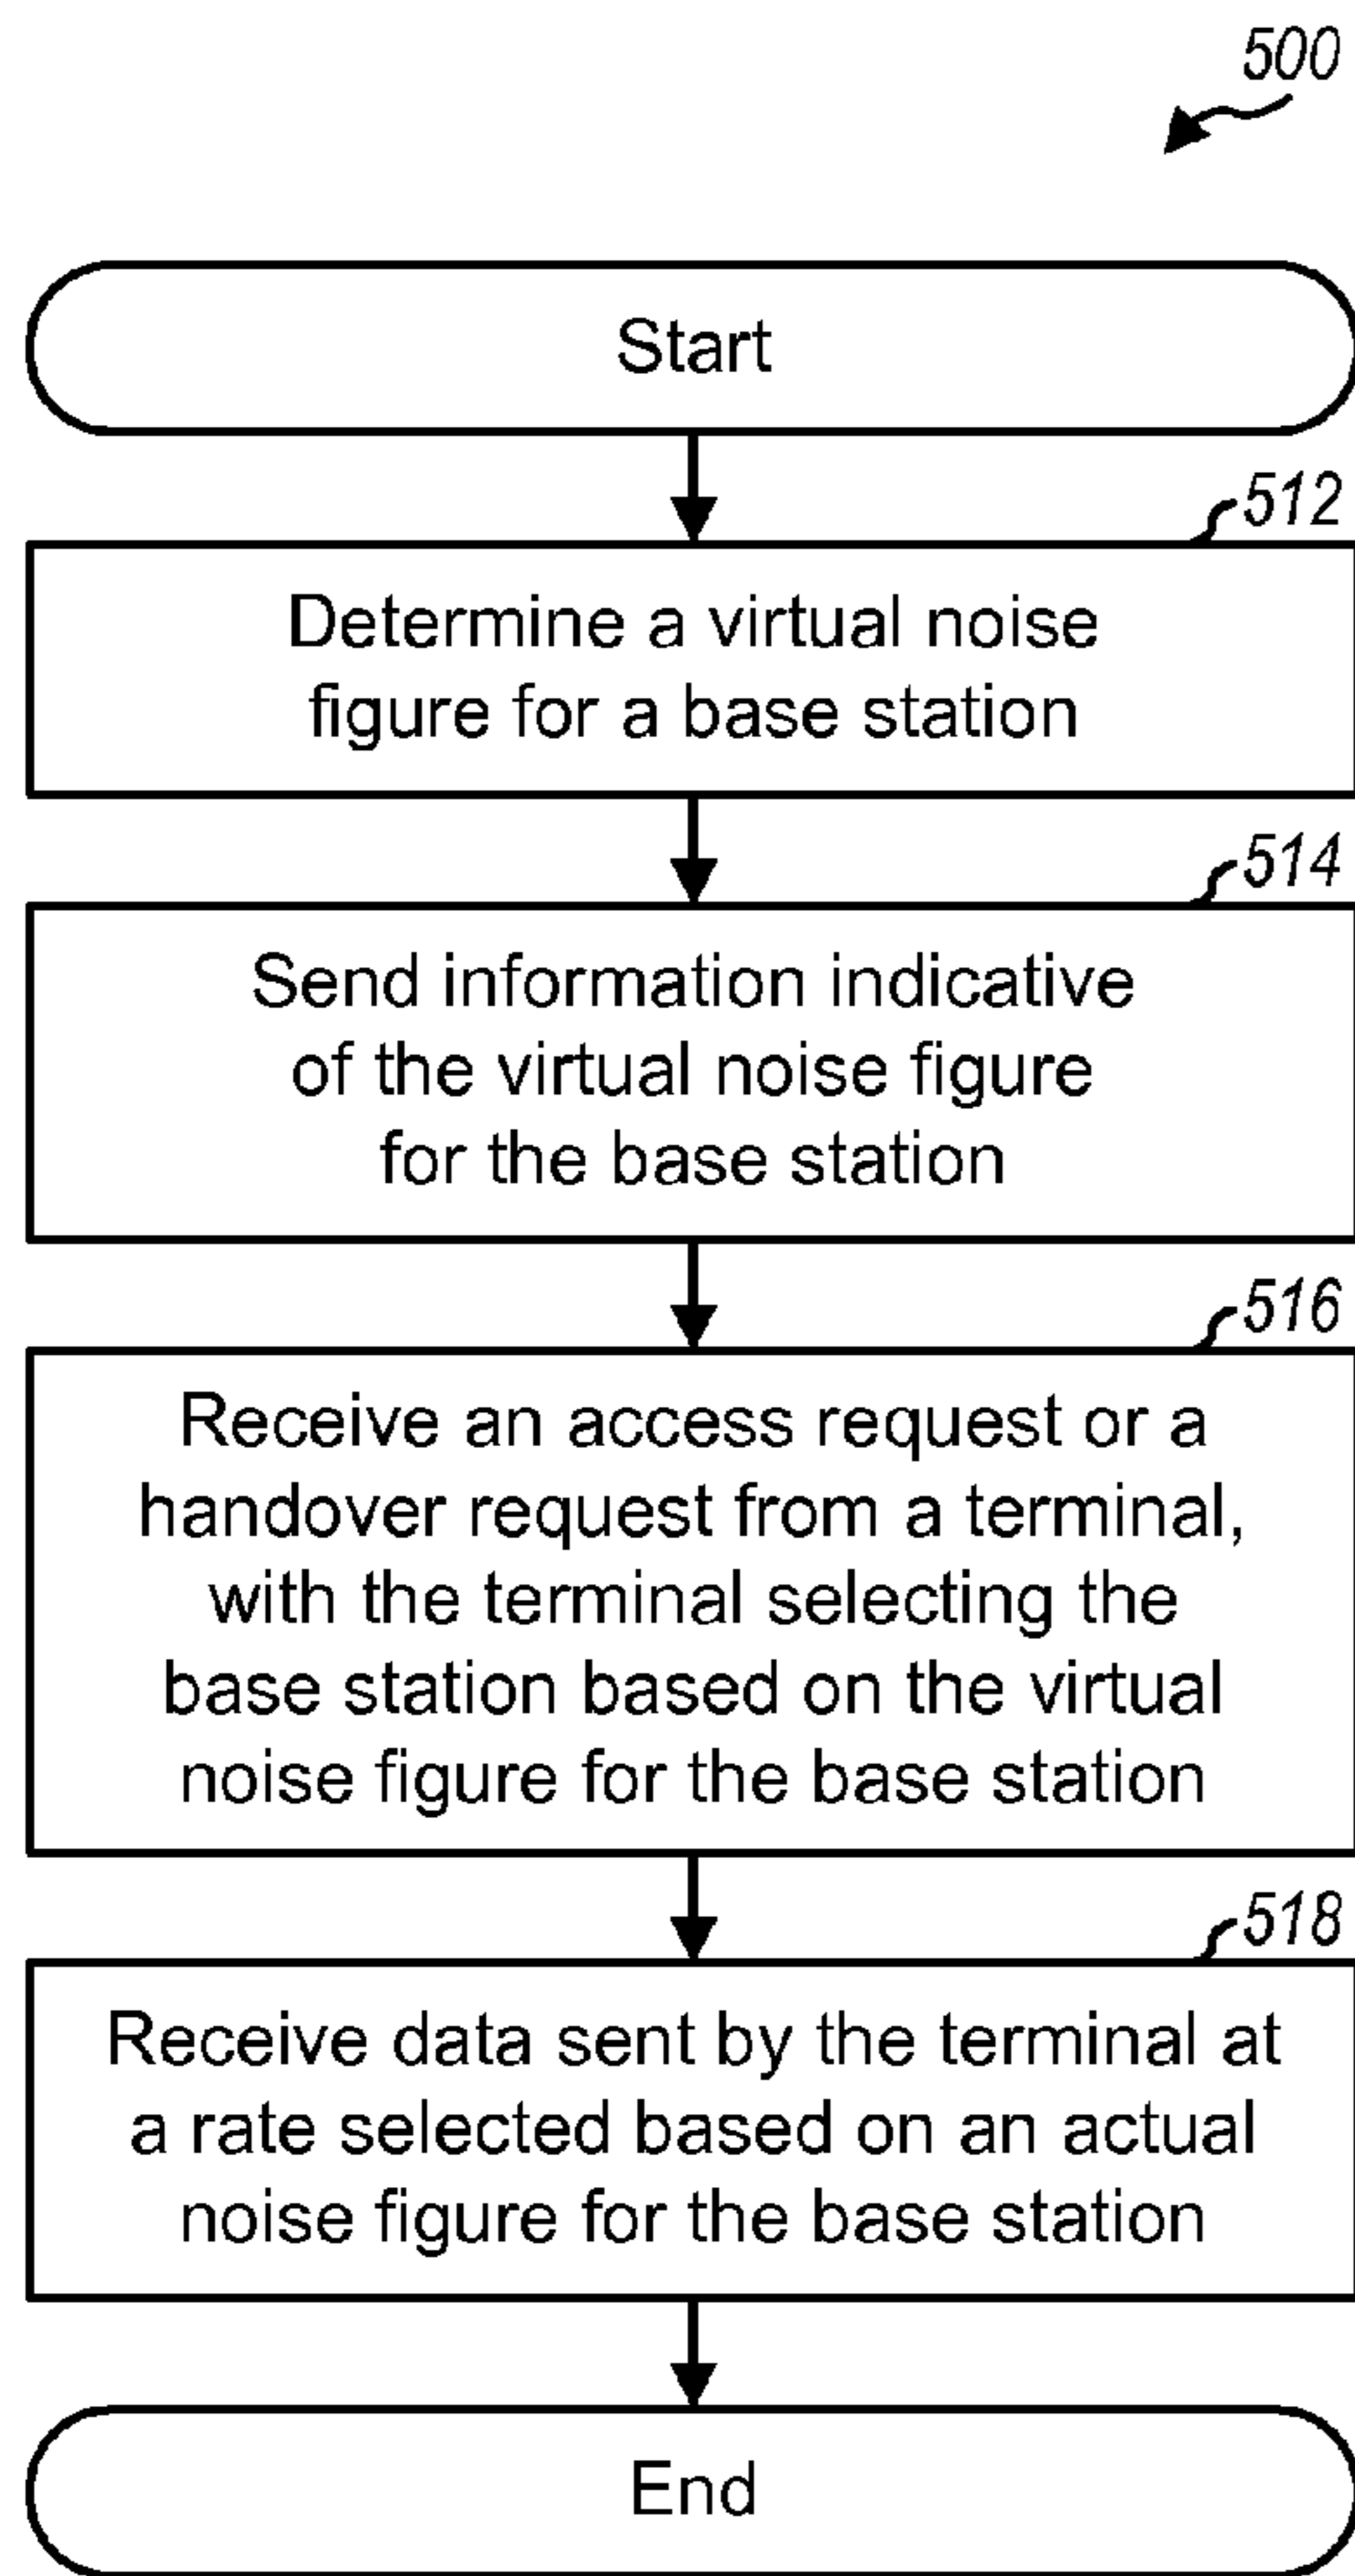 500
Start
512
Determine a virtual noise
figure for a base station
514
Send information indicative
of the virtual noise figure
for the base station
516
Receive an access request or a
handover request from a terminal,
with the terminal selecting the
base station based on the virtual
noise figure for the base station
518
Receive data sent by the terminal at
a rate selected based on an actual
noise figure for the base station
End